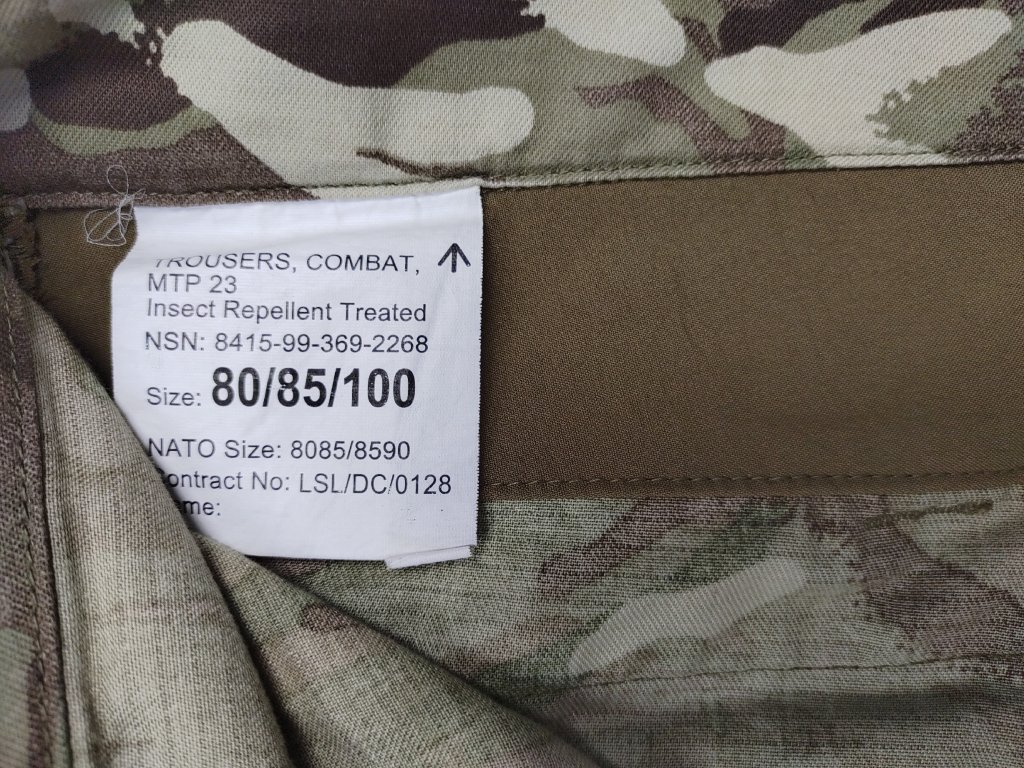 TROUSERS, COMBAT,
MTP 23
Insect Repellent Treated
NSN: 8415-99-369-2268
Size: 80/85/100
NATO Size: 8085/8590
Contract No: LSL/DC/0128